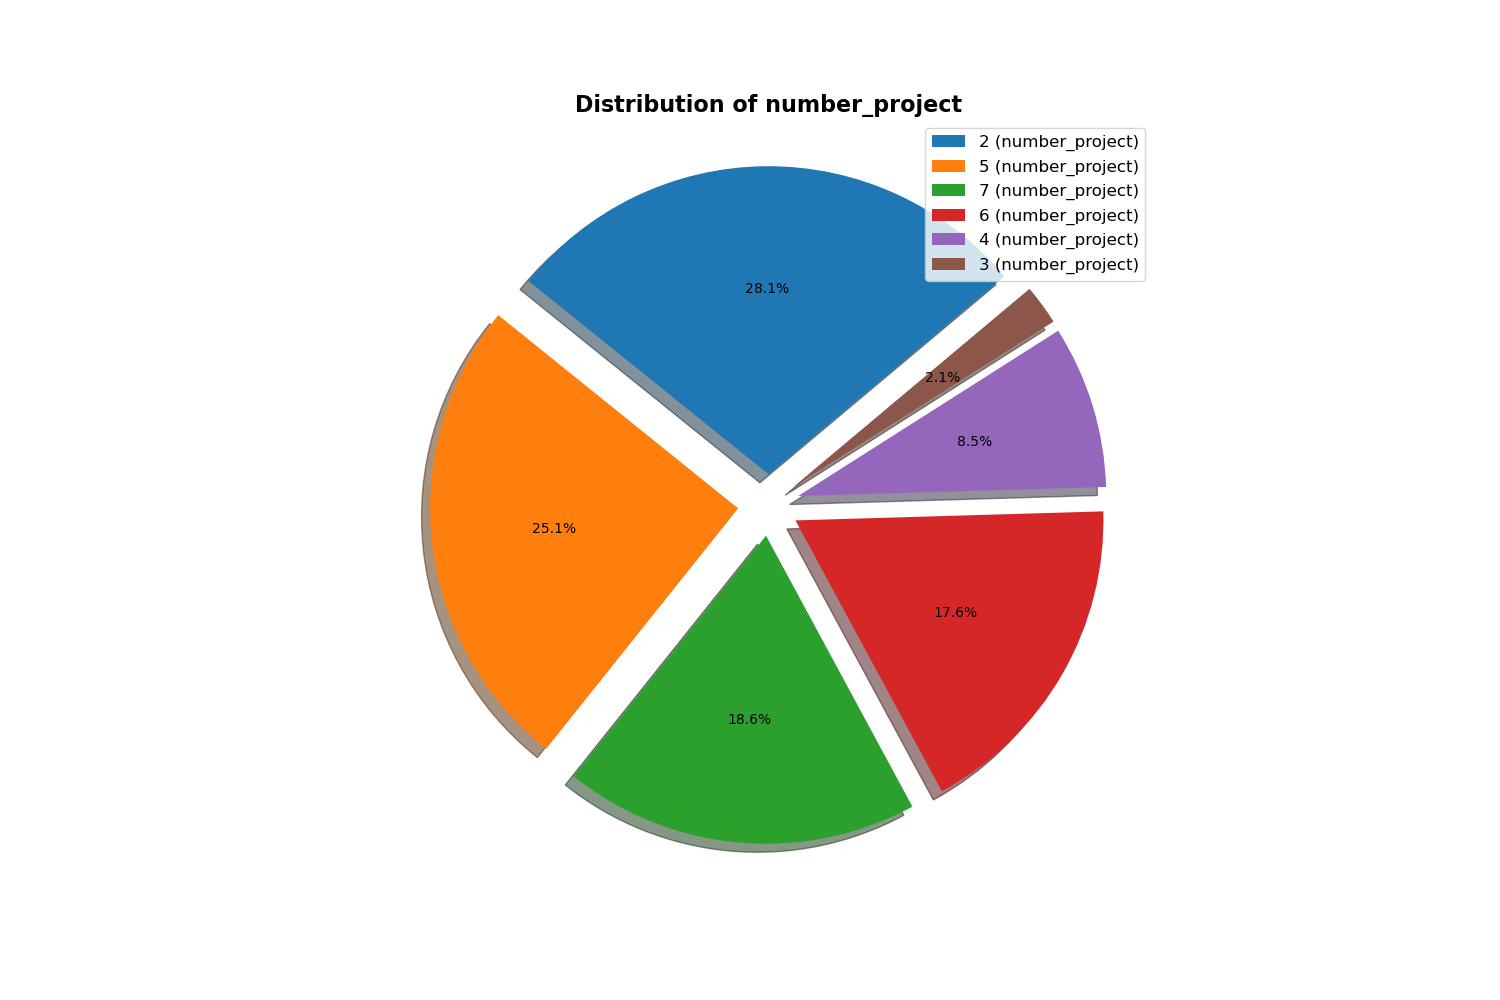 Distribution of number_project
2 (number_project)
5 (number_project)
7 (number_project)
6 (number_project)
4 (number_project)
3 (number_project)
28.1%
2.1%
8.5%
25.1%
17.6%
18.6%